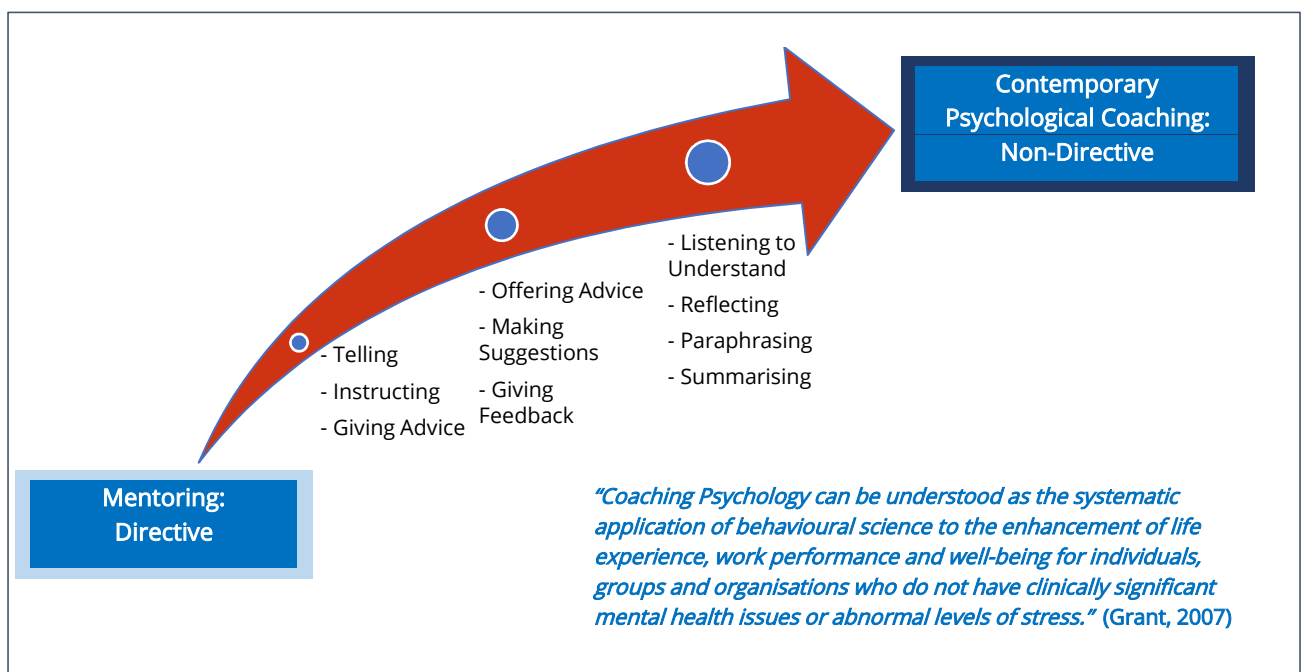 Contemporary
Psychological Coaching:
Non-Directive
- Listening to
Understand
- Reflecting
- Paraphrasing
- Summarising
- Offering Advice
- Making
Suggestions
- Giving
Feedback
- Telling
- Instructing
- Giving Advice
Mentoring:
Directive
“Coaching Psychology can be understood as the systematic
application of behavioural science to the enhancement of life
experience, work performance and well-being for individuals,
groups and organisations who do not have clinically significant
mental health issues or abnormal levels of stress.” (Grant, 2007)